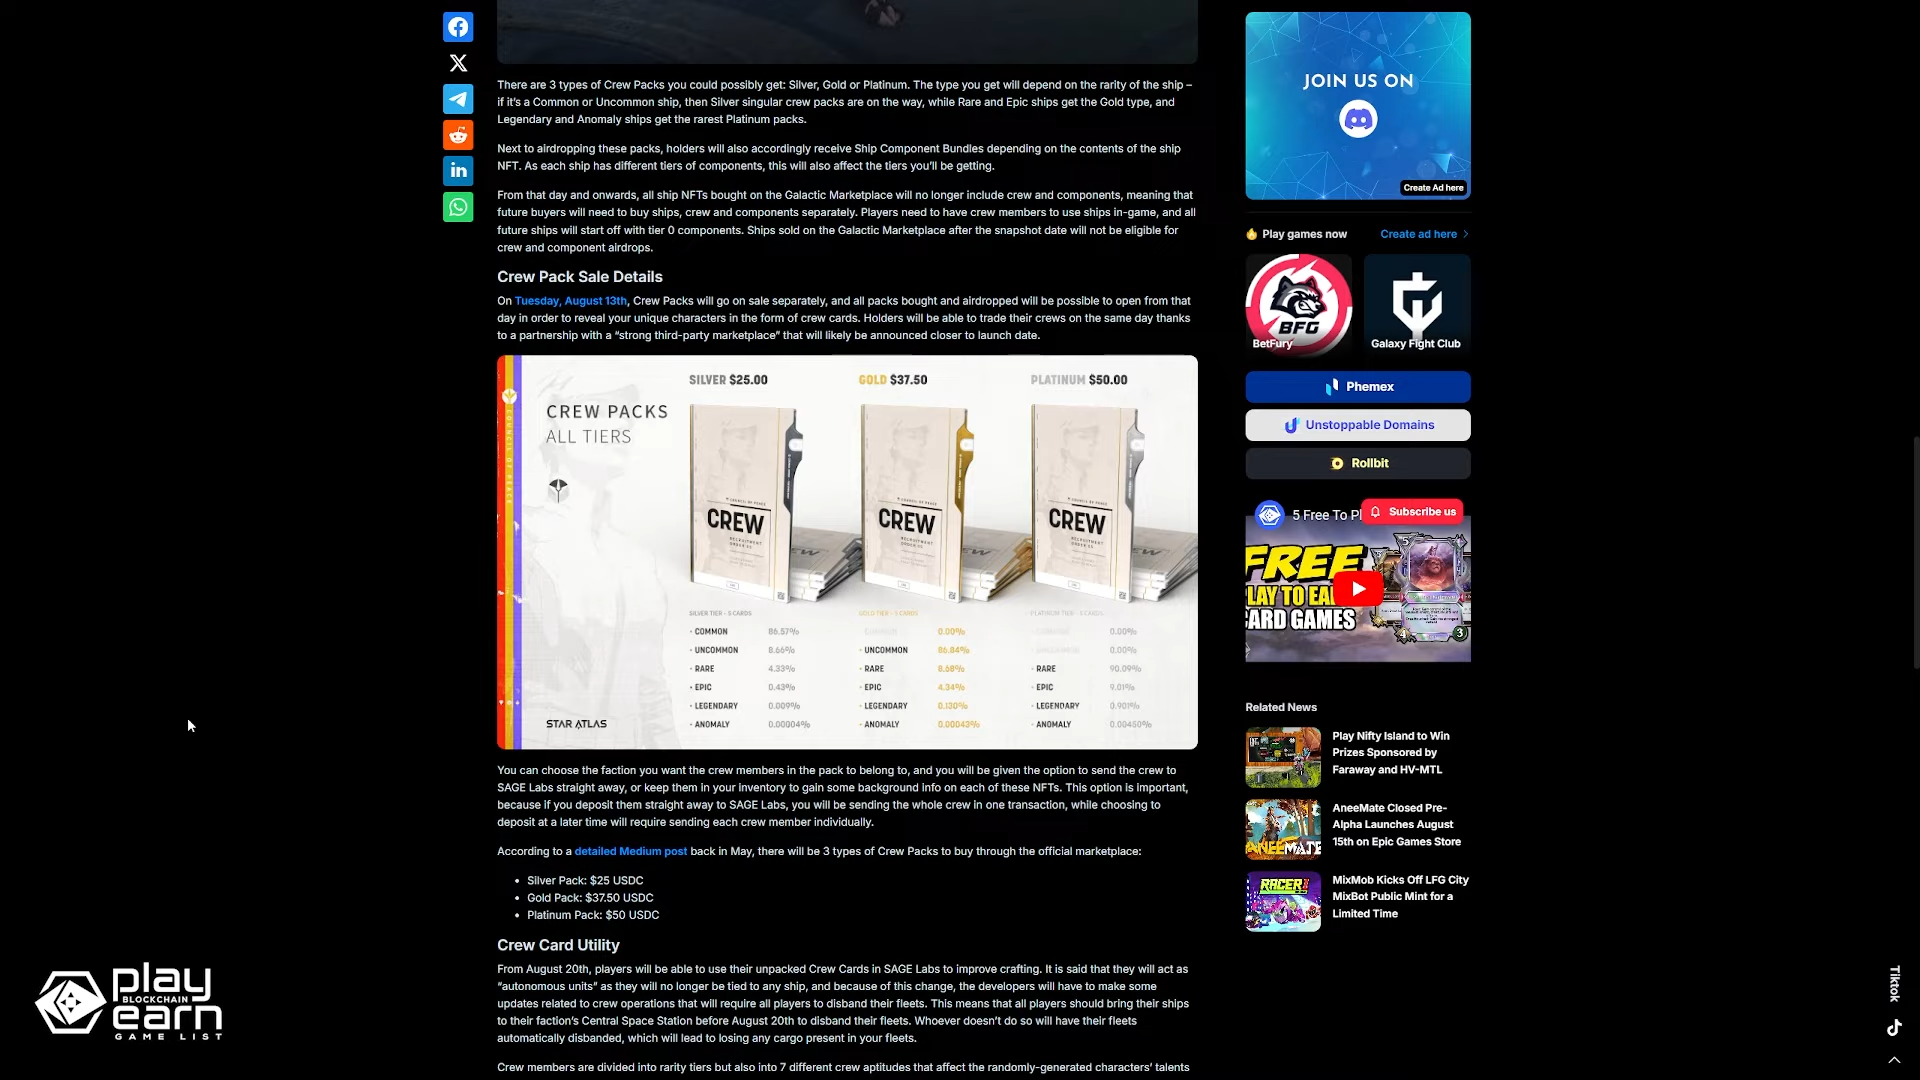 There are 3 types of Crew Packs you could possibly get: Silver, Gold or Platinum. The type you get will depend on the rarity of the ship –
if it's a Common or Uncommon ship, then Silver singular crew packs are on the way, while Rare and Epic ships get the Gold type, and
Legendary and Anomaly ships get the rarest Platinum packs.
Next to airdropping these packs, holders will also accordingly receive Ship Component Bundles depending on the contents of the ship
NFT. As each ship has different tiers of components, this will also affect the tiers you'll be getting.
From that day and onwards, all ship NFTs bought on the Galactic Marketplace will no longer include crew and components, meaning that
future buyers will need to buy ships, crew and components separately. Players need to have crew members to use ships in-game, and all
future ships will start off with tier 0 components. Ships sold on the Galactic Marketplace after the snapshot date will not be eligible for
crew and component airdrops.
Crew Pack Sale Details
On Tuesday, August 13th, Crew Packs will go on sale separately, and all packs bought and airdropped will be possible to open from that
day in order to reveal your unique characters in the form of crew cards. Holders will be able to trade their crews on the same day thanks
to a partnership with a “strong third-party marketplace” that will likely be announced closer to launch date.
CREW PACKS
ALL TIERS
STAR ATLAS
SILVER $25.00
CREW
SILVER TIER - 5 CARDS
COMMON 86.57%
UNCOMMON 8.66%
RARE 4.33%
EPIC 0.43%
LEGENDARY 0.009%
ANOMALY 0.00004%
GOLD $37.50
CREW
GOLD TIER - 5 CARDS
COMMON 0.00%
UNCOMMON 86.84%
RARE 8.68%
EPIC 4.34%
LEGENDARY 0.130%
ANOMALY 0.00043%
PLATINUM $50.00
CREW
PLATINUM TIER - 5 CARDS
0.00%
0.00%
RARE 90.09%
EPIC 9.01%
LEGENDARY 0.901%
ANOMALY 0.00450%
You can choose the faction you want the crew members in the pack to belong to, and you will be given the option to send the crew to
SAGE Labs straight away, or keep them in your inventory to gain some background info on each of these NFTs. This option is important,
because if you deposit them straight away to SAGE Labs, you will be sending the whole crew in one transaction, while choosing to
deposit at a later time will require sending each crew member individually.
According to a detailed Medium post back in May, there will be 3 types of Crew Packs to buy through the official marketplace:
• Silver Pack: $25 USDC
• Gold Pack: $37.50 USDC
• Platinum Pack: $50 USDC
Crew Card Utility
From August 20th, players will be able to use their unpacked Crew Cards in SAGE Labs to improve crafting. It is said that they will act as
“autonomous units” as they will no longer be tied to any ship, and because of this change, the developers will have to make some
updates related to crew operations that will require all players to disband their fleets. This means that all players should bring their ships
to their faction's Central Space Station before August 20th to disband their fleets. Whoever doesn't do so will have their fleets
automatically disbanded, which will lead to losing any cargo present in your fleets.
Crew members are divided into rarity tiers but also into 7 different crew aptitudes that affect the randomly-generated characters' talents
JOIN US ON
Create Ad here
Play games now
Create ad here
BFG
BetFury
Galaxy Fight Club
Phemex
Unstoppable Domains
Rollbit
5 Free To Pl
Subscribe us
FREE
PLAY TO EA
CARD GAMES
Related News
Play Nifty Island to Win
Prizes Sponsored by
Faraway and HV-MTL
AneeMate Closed Pre-
Alpha Launches August
15th on Epic Games Store
MixMob Kicks Off LFG City
MixBot Public Mint for a
Limited Time
play
BLOCKCHAIN
earn
GAME LIST
Tiktok